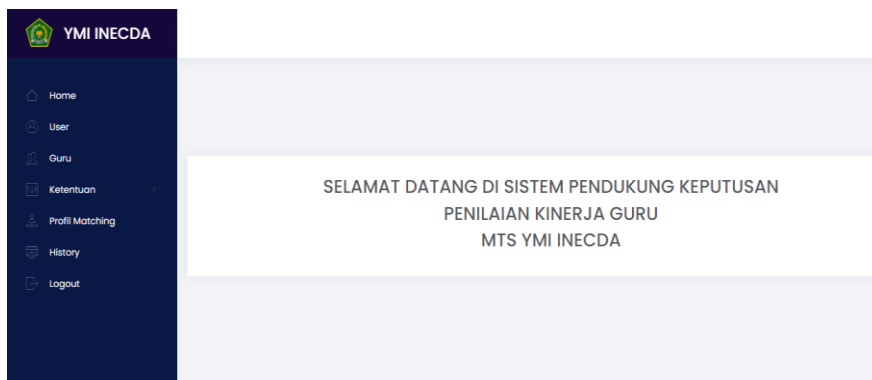 YMI INECDA
Home
User
Guru
Ketentuan
Profil Matching
History
Logout
SELAMAT DATANG DI SISTEM PENDUKUNG KEPUTUSAN
PENILAIAN KINERJA GURU
MTS YMI INECDA